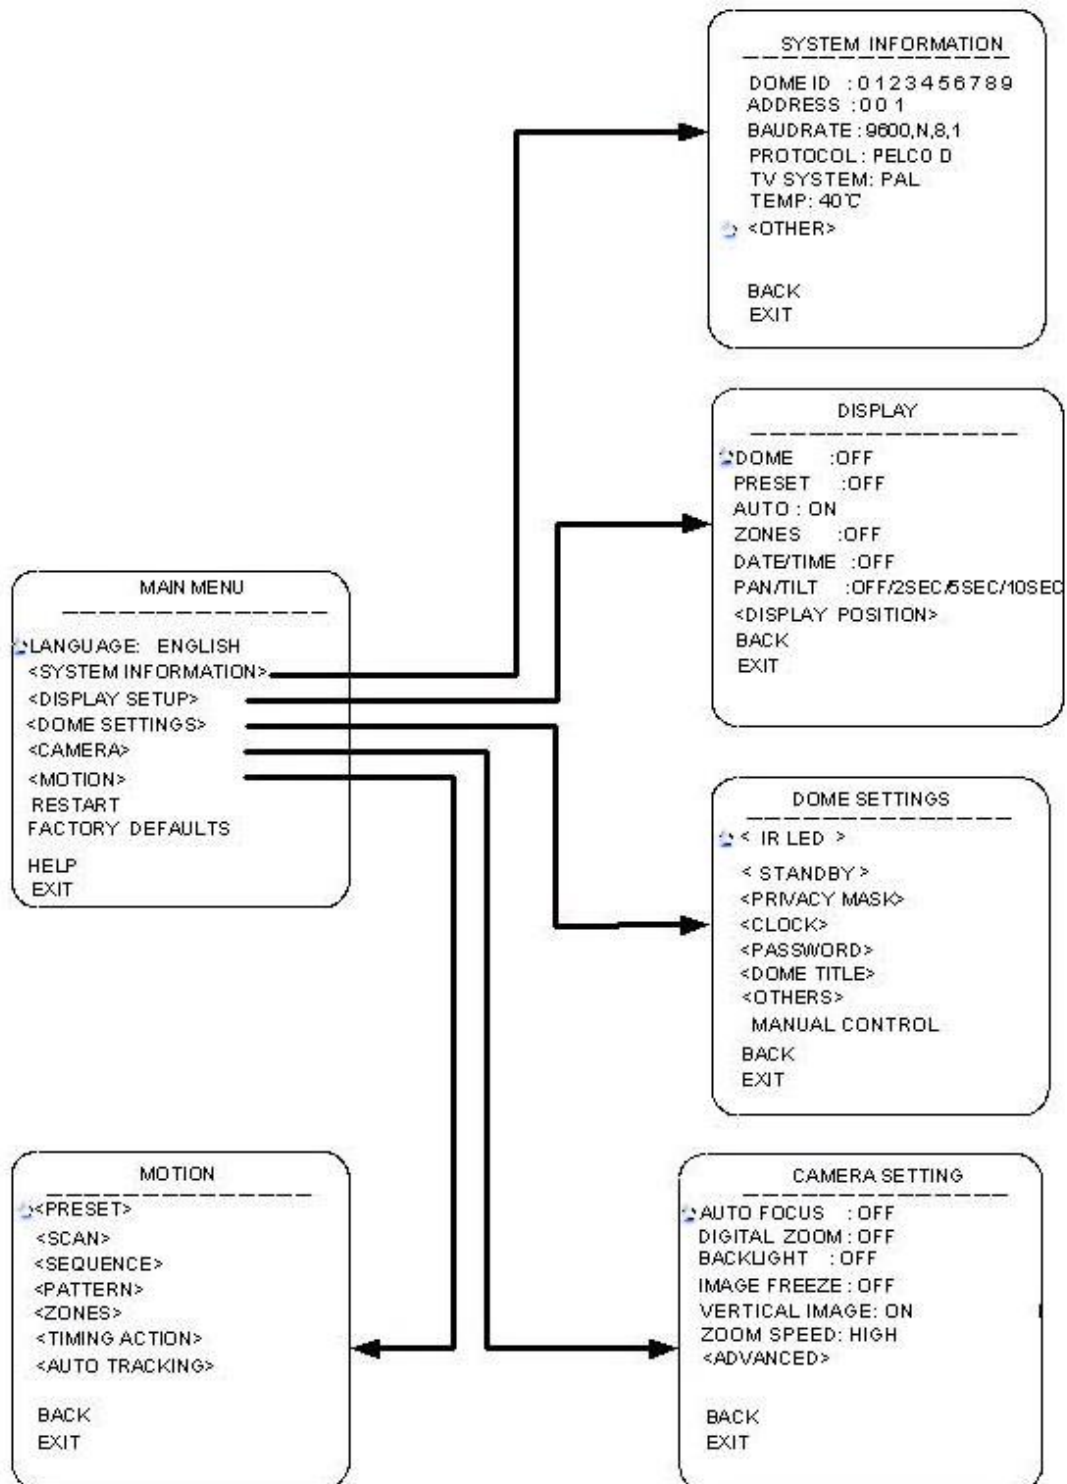 SYSTEM INFORMATION
DOME ID :0123456789
ADDRESS :001
BAUDRATE:9600,N,8,1
PROTOCOL: PELCO D
TV SYSTEM: PAL
TEMP: 40℃
<OTHER>
BACK
EXIT
DISPLAY
DOME :OFF
PRESET :OFF
AUTO : ON
ZONES :OFF
DATE/TIME :OFF
PAN/TILT :OFF/2SEC/5SEC/10SEC
<DISPLAY POSITION>
BACK
EXIT
MAIN MENU
LANGUAGE: ENGLISH
<SYSTEM INFORMATION>
<DISPLAY SETUP>
<DOME SETTINGS>
<CAMERA>
<MOTION>
RESTART
FACTORY DEFAULTS
HELP
EXIT
DOME SETTINGS
< IR LED >
< STANDBY >
<PRIVACY MASK>
<CLOCK>
<PASSWORD>
<DOME TITLE>
<OTHERS>
MANUAL CONTROL
BACK
EXIT
MOTION
<PRESET>
<SCAN>
<SEQUENCE>
<PATTERN>
<ZONES>
<TIMING ACTION>
<AUTO TRACKING>
BACK
EXIT
CAMERA SETTING
AUTO FOCUS : OFF
DIGITAL ZOOM : OFF
BACKLIGHT : OFF
IMAGE FREEZE : OFF
VERTICAL IMAGE: ON
ZOOM SPEED: HIGH
<ADVANCED>
BACK
EXIT